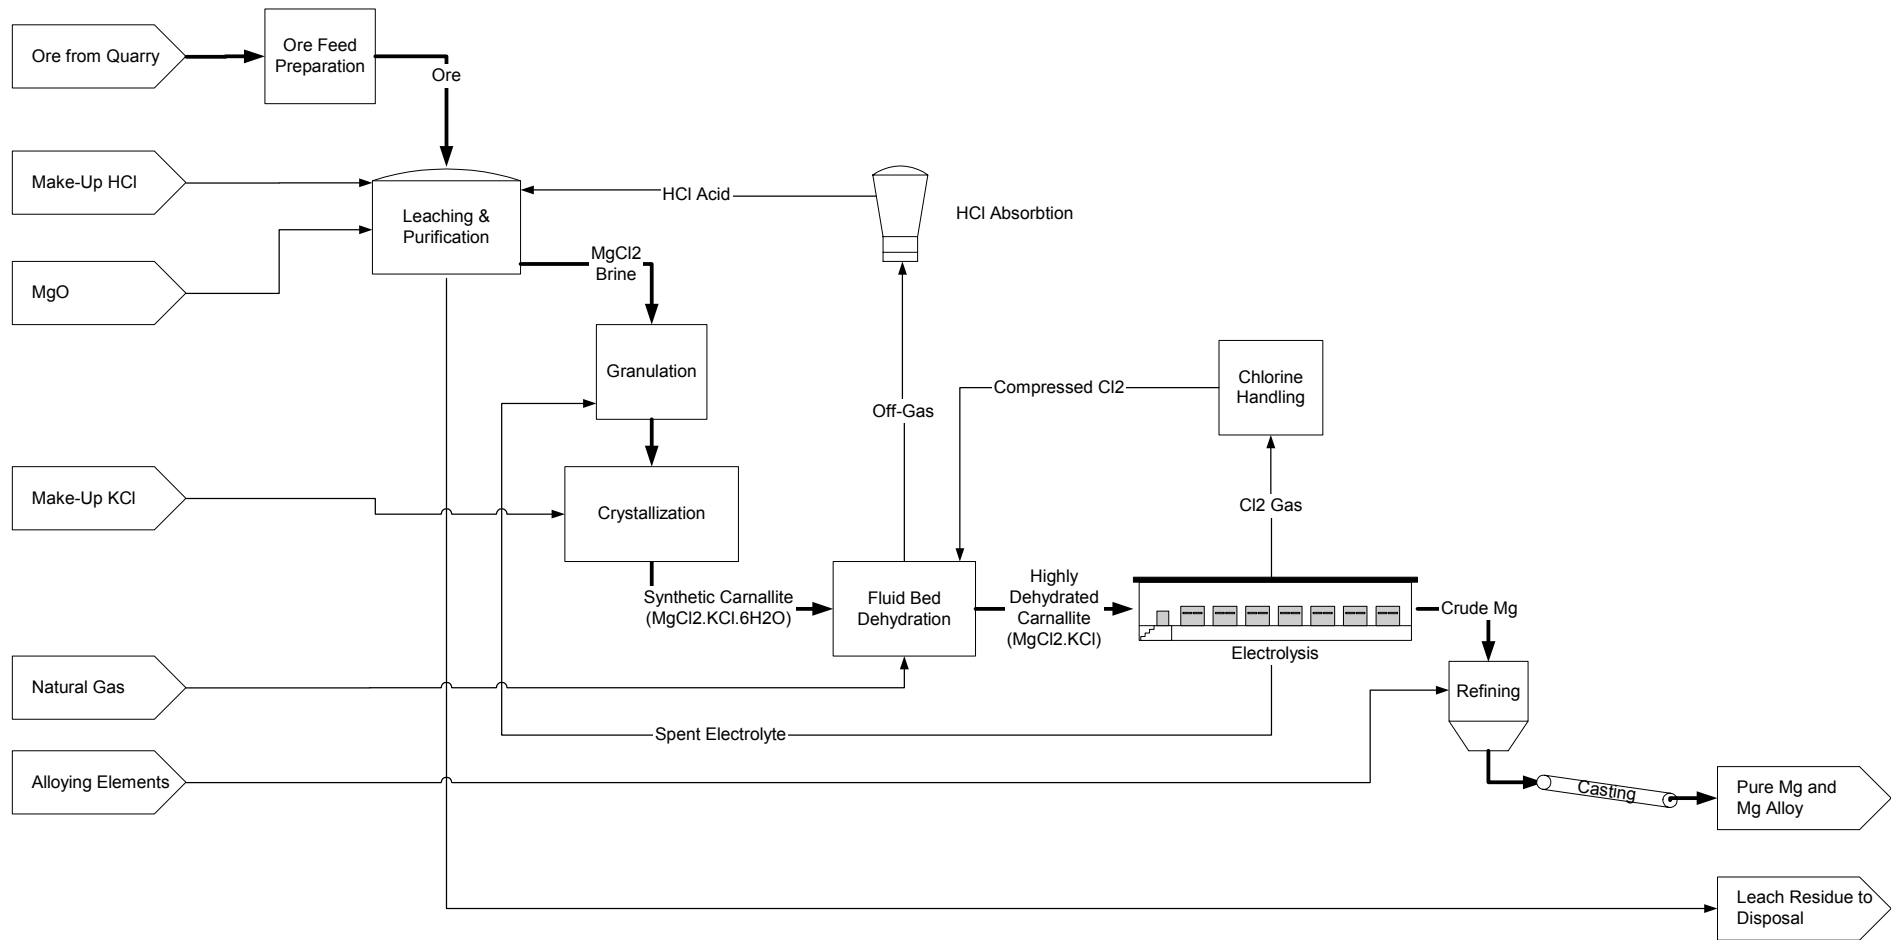 Ore from Quarry
Ore Feed
Preparation
Ore
Make-Up HCl
HCl Acid
HCl Absorbtion
Leaching &
Purification
MgO
MgCl2
Brine
Granulation
Compressed Cl2
Chlorine
Handling
Off-Gas
Make-Up KCl
Crystallization
Cl2 Gas
Synthetic Carnallite
(MgCl2.KCl.6H2O)
Fluid Bed
Dehydration
Highly
Dehydrated
Carnallite
(MgCl2.KCl)
Crude Mg
Electrolysis
Natural Gas
Refining
Spent Electrolyte
Alloying Elements
Casting
Pure Mg and
Mg Alloy
Leach Residue to
Disposal